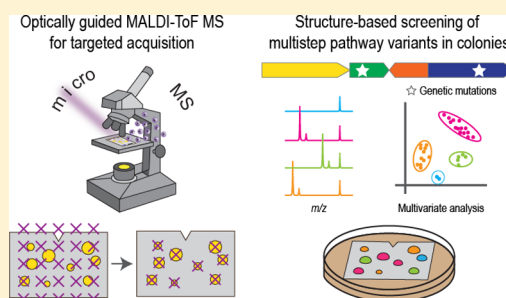 Optically guided MALDI-ToF MS
for targeted acquisition
micro
MS
Structure-based screening of
multistep pathway variants in colonies
☆ Genetic mutations
m/z
Multivariate analysis